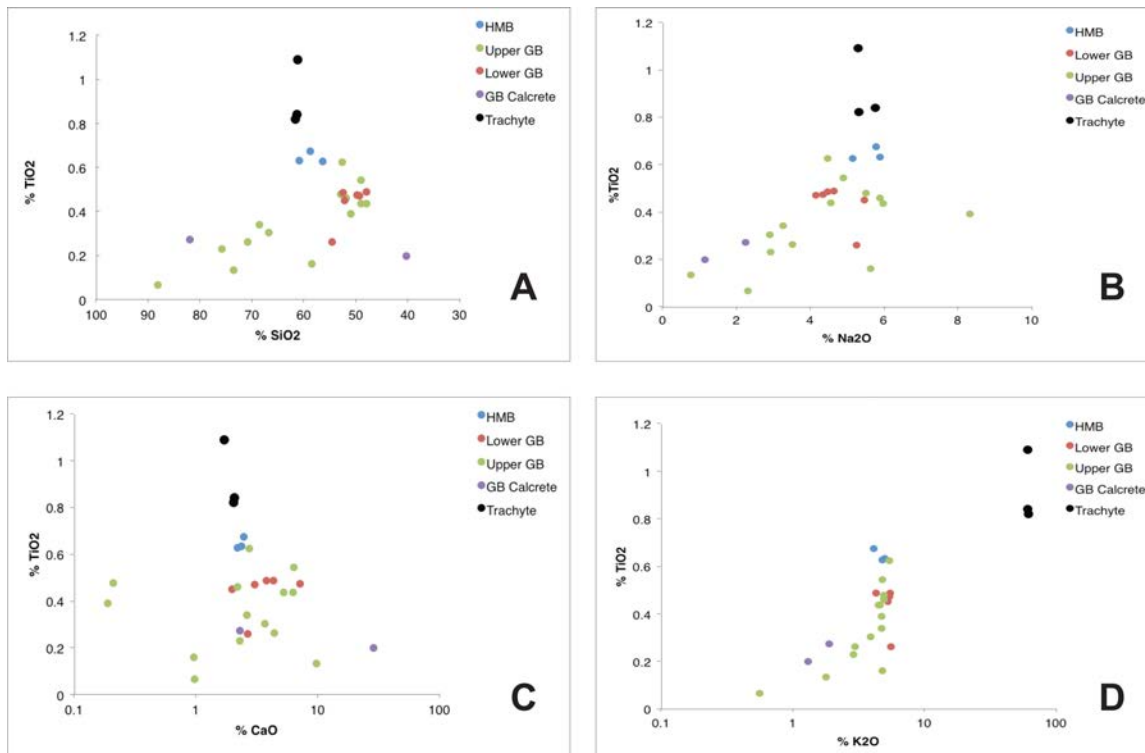 1.2
1
0.8
0.6
0.4
0.2
0
% TiO2
100 90 80 70 60 50 40 30
% SiO2
HMB
Upper GB
Lower GB
GB Calcrete
Trachyte
A
1.2
1
0.8
0.6
0.4
0.2
0
%TiO2
0 2 4 6 8 10
% Na2O
HMB
Lower GB
Upper GB
GB Calcrete
Trachyte
B
1.2
1
0.8
0.6
0.4
0.2
0
% TiO2
0.1 1 10 100
% CaO
HMB
Lower GB
Upper GB
GB Calcrete
Trachyte
C
1.2
1
0.8
0.6
0.4
0.2
0
% TiO2
0.1 1 10 100
% K2O
HMB
Lower GB
Upper GB
GB Calcrete
Trachyte
D